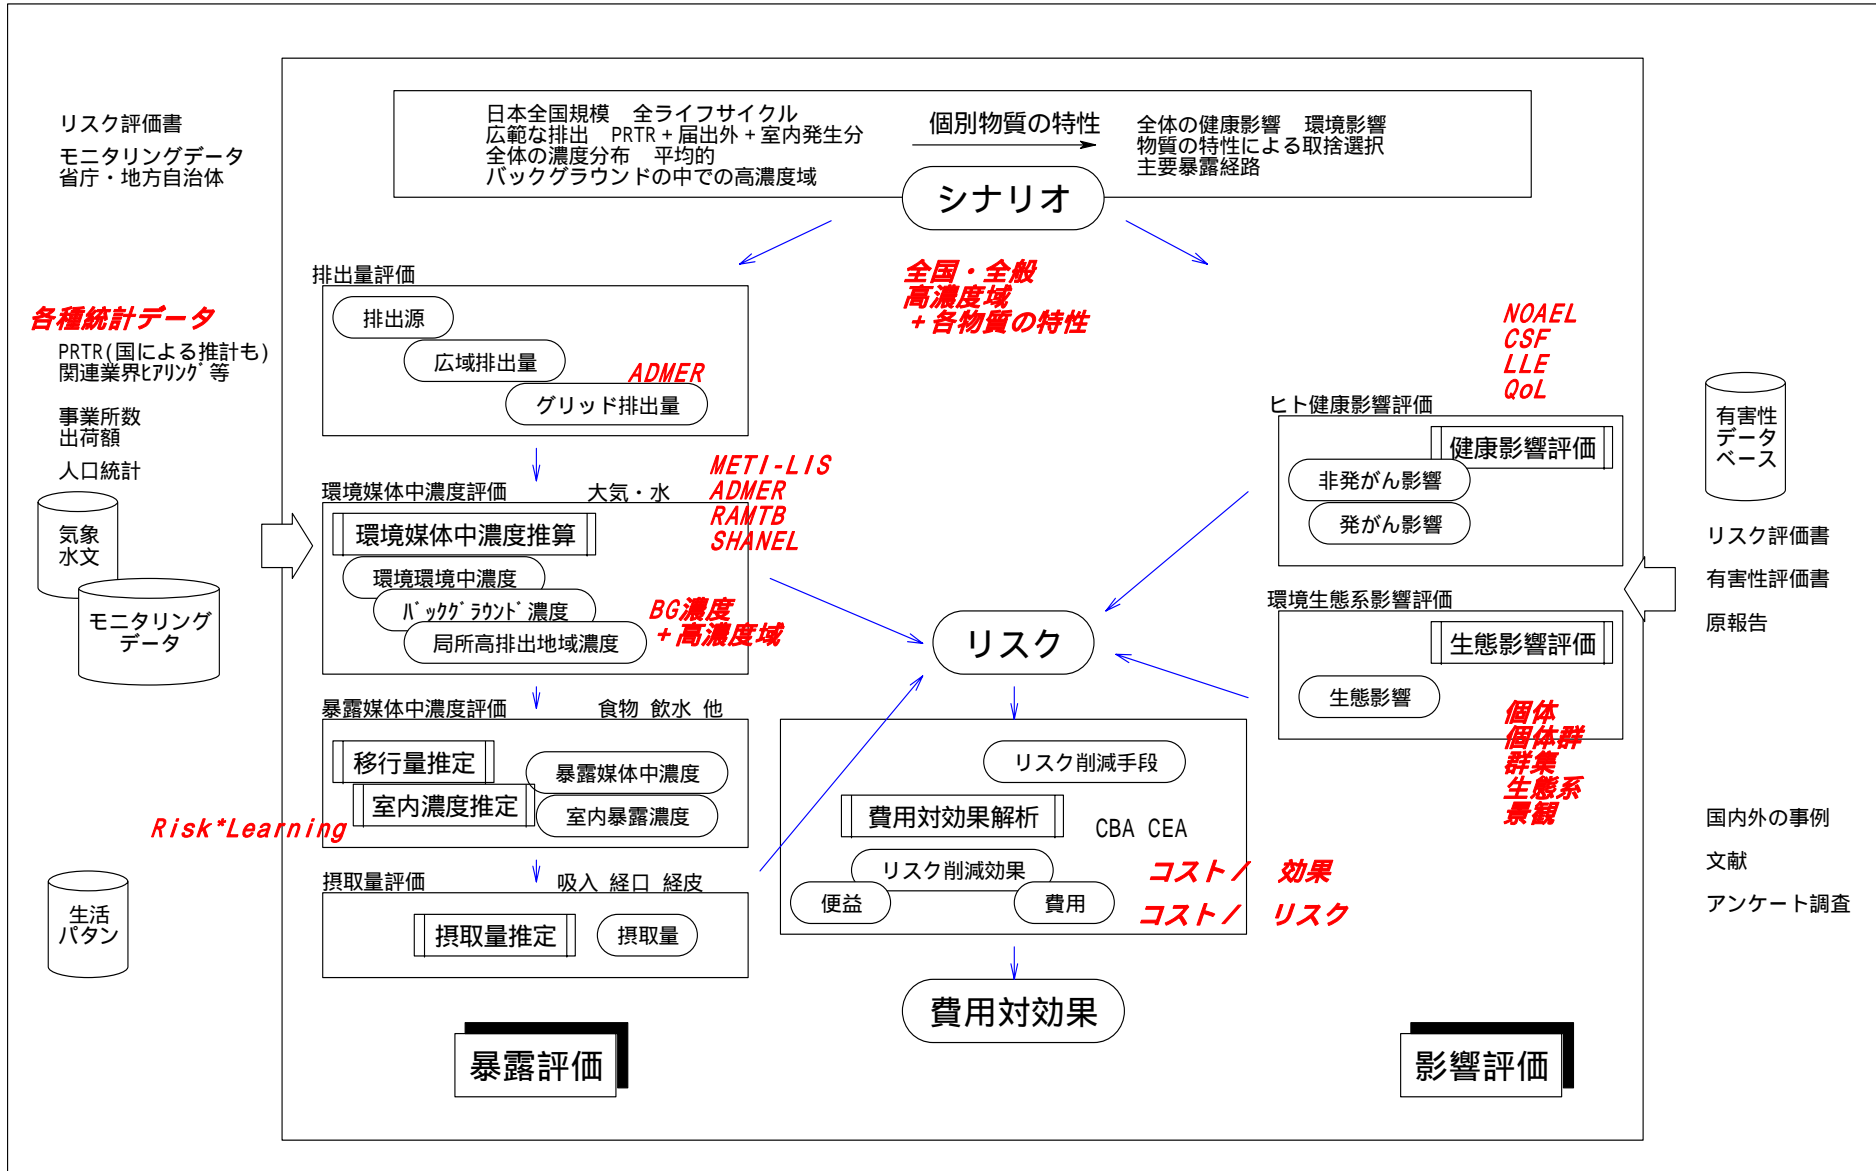 リスク評価書
モニタリングデータ
省庁・地方自治体
日本全国規模　全ライフサイクル
広範な排出　PRTR+届出外+室内発生分
全体の濃度分布　平均的
バックグラウンドの中での高濃度域
個別物質の特性
全体の健康影響　環境影響
物質の特性による取捨選択
主要暴露経路
シナリオ
全国・全般
高濃度域
+各物質の特性
各種統計データ
PRTR(国による推計も)
関連業界ﾋｱﾘﾝｸﾞ等
事業所数
出荷額
人口統計
気象
水文
モニタリング
データ
生活
パタン
排出量評価
排出源
広域排出量
ADMER
グリッド排出量
環境媒体中濃度評価　大気・水
METI-LIS
ADMER
RAMTB
SHANEL
環境媒体中濃度推算
環境環境中濃度
ﾊﾞｯｸｸﾞﾗｳﾝﾄﾞ濃度
局所高排出地域濃度
BG濃度
+高濃度域
暴露媒体中濃度評価　食物 飲水 他
移行量推定
暴露媒体中濃度
室内濃度推定
室内暴露濃度
Risk*Learning
摂取量評価　吸入 経口 経皮
摂取量推定
摂取量
暴露評価
リスク
リスク削減手段
費用対効果解析
CBA CEA
リスク削減効果
便益
費用
コスト/　効果
コスト/　リスク
費用対効果
NOAEL
CSF
LLE
QoL
ヒト健康影響評価
健康影響評価
非発がん影響
発がん影響
環境生態系影響評価
生態影響評価
生態影響
個体
個体群
群集
生態系
景観
影響評価
有害性
データ
ベース
リスク評価書
有害性評価書
原報告
国内外の事例
文献
アンケート調査